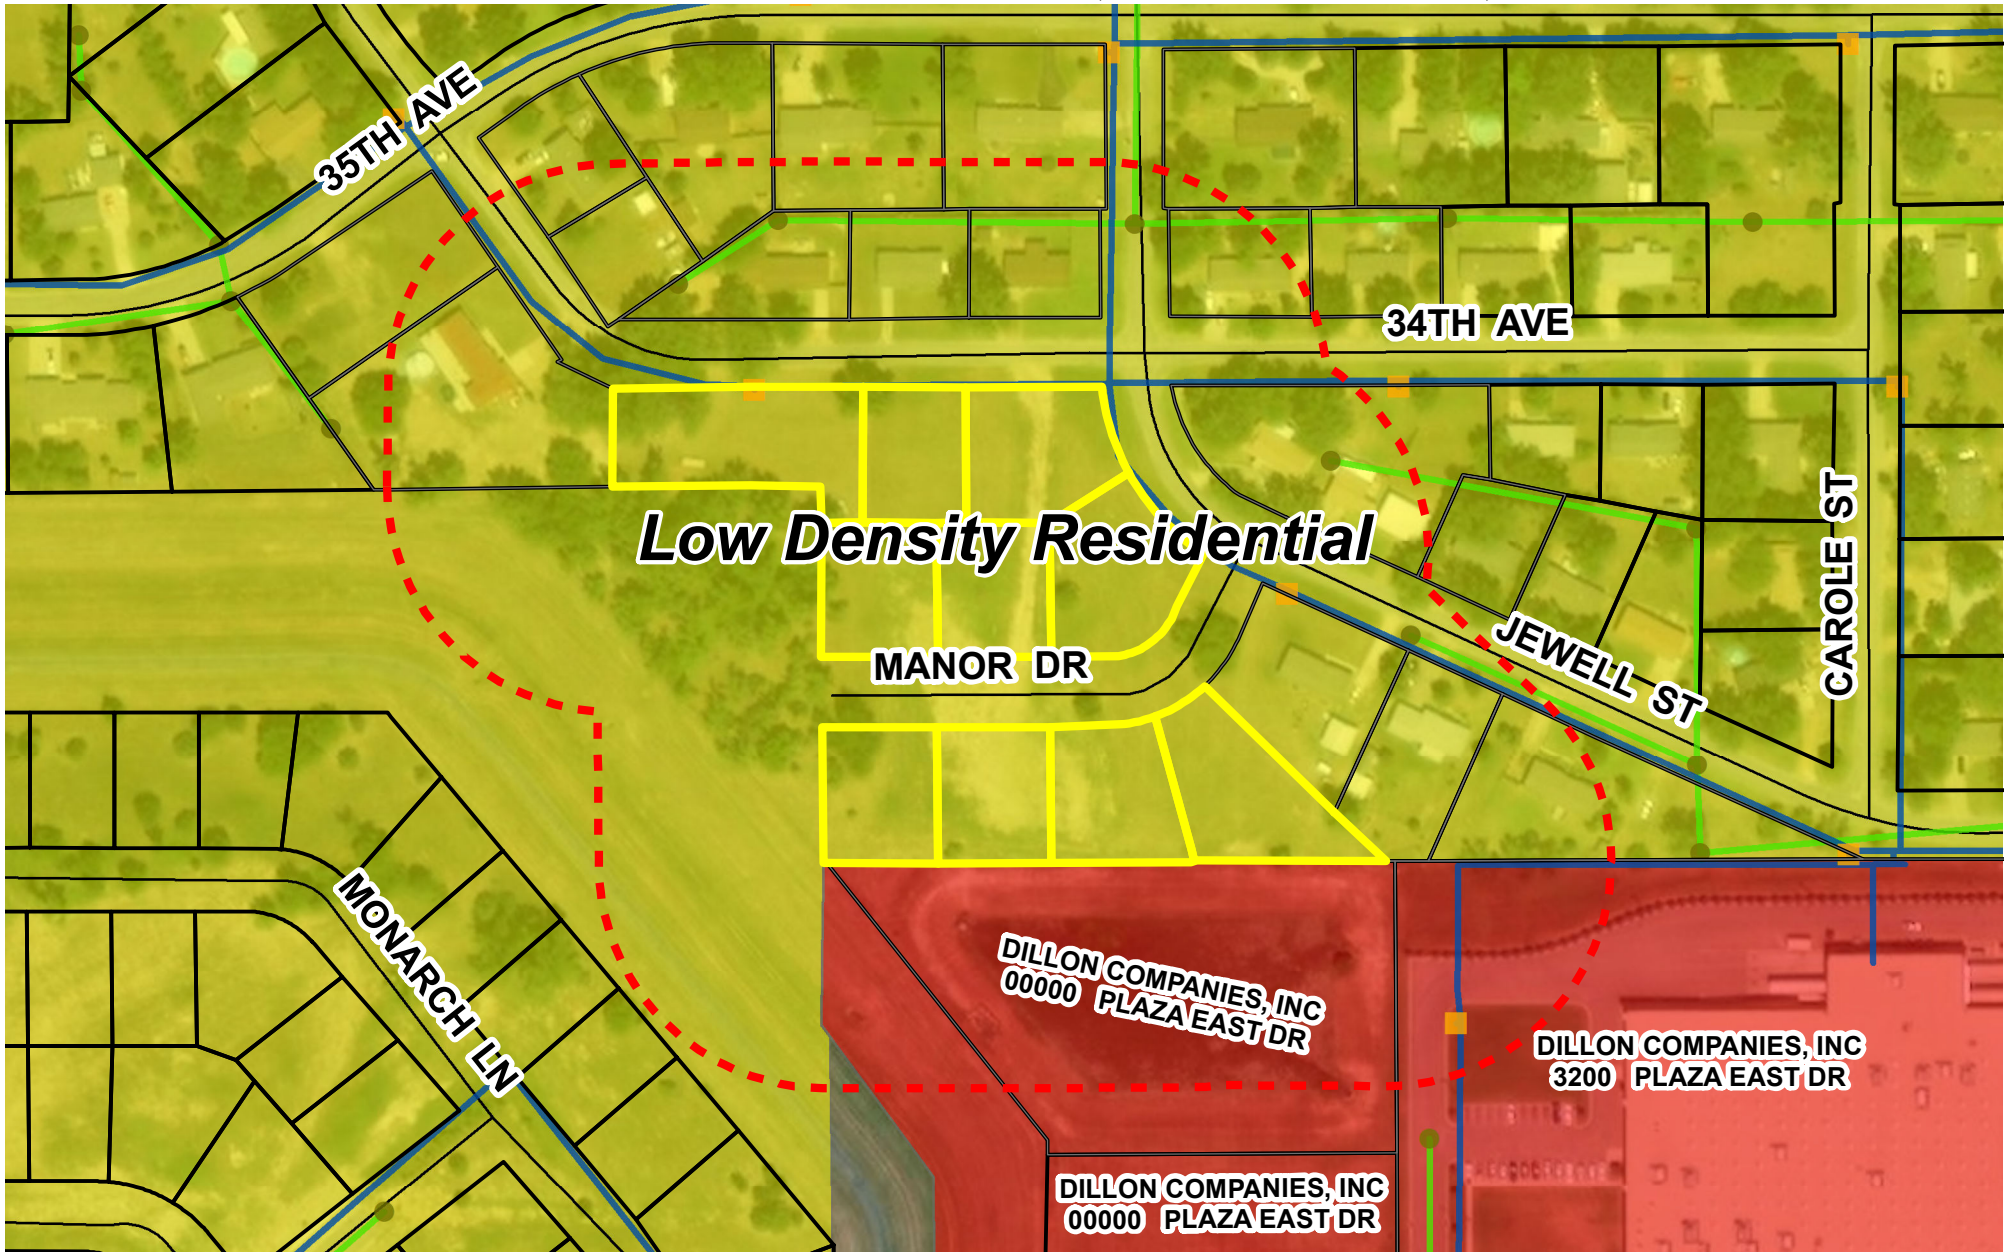 35TH AVE
34TH AVE
Low Density Residential
CAROLE ST
JEWELL ST
MANOR DR
MONARCH LN
DILLON COMPANIES, INC
00000 PLAZA EAST DR
DILLON COMPANIES, INC
3200 PLAZA EAST DR
DILLON COMPANIES, INC
00000 PLAZA EAST DR